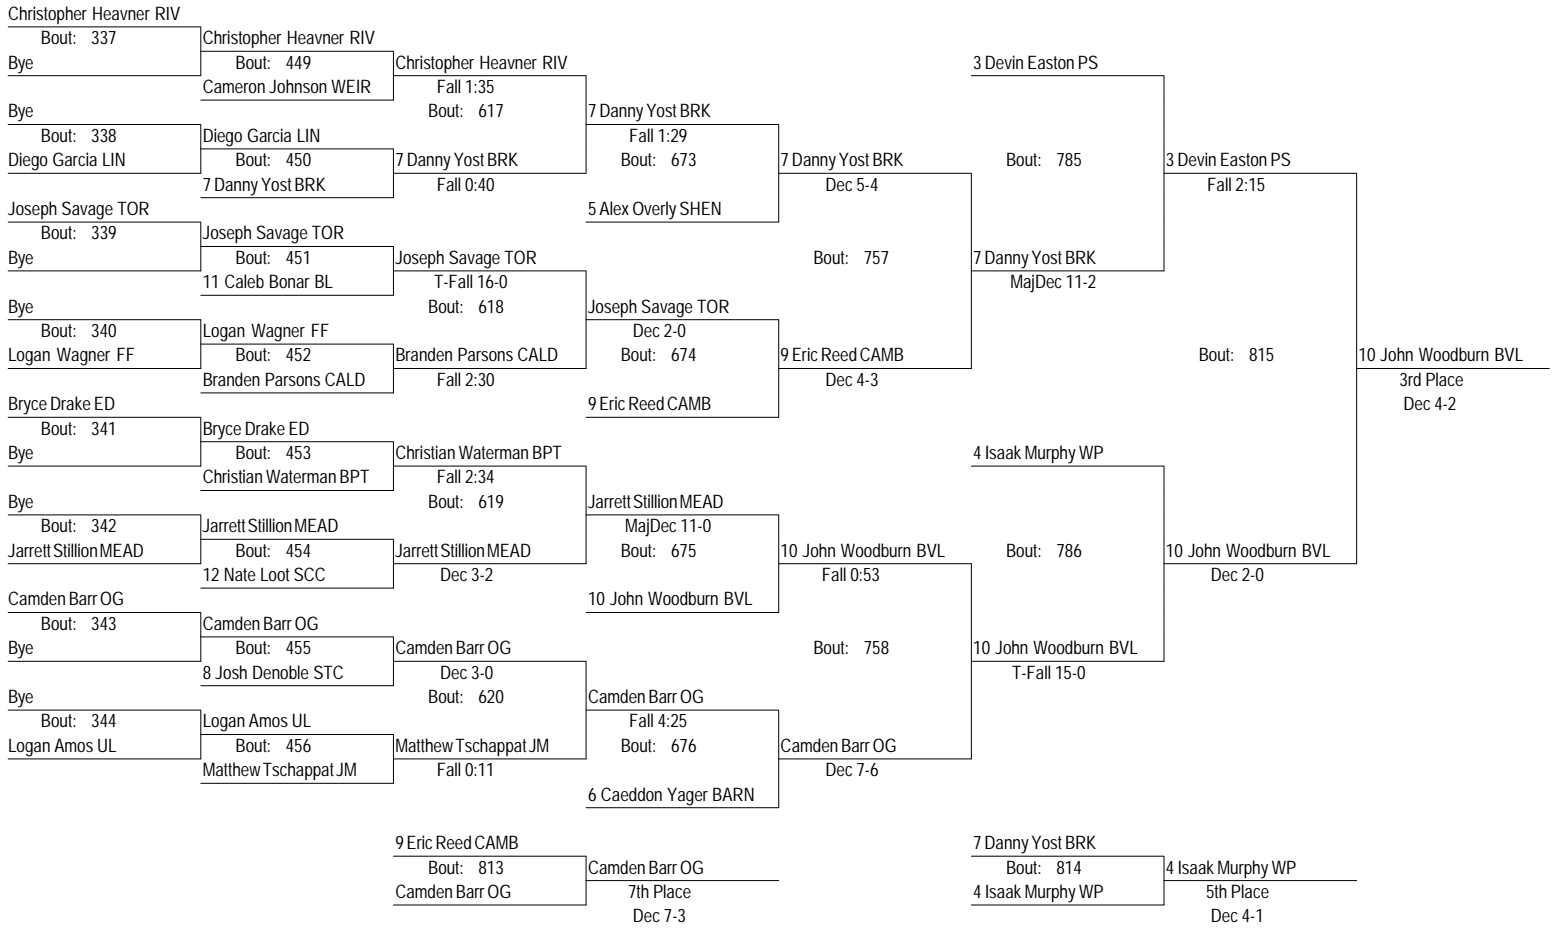 Christopher Heavner RIV
Bout: 337
Bye
Bye
Bout: 338
Diego Garcia LIN
Joseph Savage TOR
Bout: 339
Bye
Bye
Bout: 340
Logan Wagner FF
Bryce Drake ED
Bout: 341
Bye
Bye
Bout: 342
Jarrett Stillion MEAD
Camden Barr OG
Bout: 343
Bye
Bye
Bout: 344
Logan Amos UL
Christopher Heavner RIV
Bout: 449
Cameron Johnson WEIR
Diego Garcia LIN
Bout: 450
7 Danny Yost BRK
Joseph Savage TOR
Bout: 451
11 Caleb Bonar BL
Logan Wagner FF
Bout: 452
Branden Parsons CALD
Bryce Drake ED
Bout: 453
Christian Waterman BPT
Jarrett Stillion MEAD
Bout: 454
12 Nate Loot SCC
Camden Barr OG
Bout: 455
8 Josh Denoble STC
Logan Amos UL
Bout: 456
Matthew Tschappat JM
Christopher Heavner RIV
Fall 1:35
Bout: 617
7 Danny Yost BRK
Fall 0:40
Joseph Savage TOR
T-Fall 16-0
Bout: 618
Branden Parsons CALD
Fall 2:30
Christian Waterman BPT
Fall 2:34
Bout: 619
Jarrett Stillion MEAD
Dec 3-2
Camden Barr OG
Dec 3-0
Bout: 620
Matthew Tschappat JM
Fall 0:11
7 Danny Yost BRK
Fall 1:29
Bout: 673
5 Alex Overly SHEN
Joseph Savage TOR
Dec 2-0
Bout: 674
9 Eric Reed CAMB
Jarrett Stillion MEAD
MajDec 11-0
Bout: 675
10 John Woodburn BVL
Camden Barr OG
Fall 4:25
Bout: 676
6 Caeddon Yager BARN
7 Danny Yost BRK
Dec 5-4
Bout: 757
9 Eric Reed CAMB
Dec 4-3
10 John Woodburn BVL
Fall 0:53
Bout: 758
Camden Barr OG
Dec 7-6
3 Devin Easton PS
Bout: 785
7 Danny Yost BRK
MajDec 11-2
4 Isaak Murphy WP
Bout: 786
10 John Woodburn BVL
T-Fall 15-0
3 Devin Easton PS
Fall 2:15
Bout: 815
10 John Woodburn BVL
Dec 2-0
10 John Woodburn BVL
3rd Place
Dec 4-2
9 Eric Reed CAMB
Bout: 813
Camden Barr OG
Camden Barr OG
7th Place
Dec 7-3
7 Danny Yost BRK
Bout: 814
4 Isaak Murphy WP
4 Isaak Murphy WP
5th Place
Dec 4-1